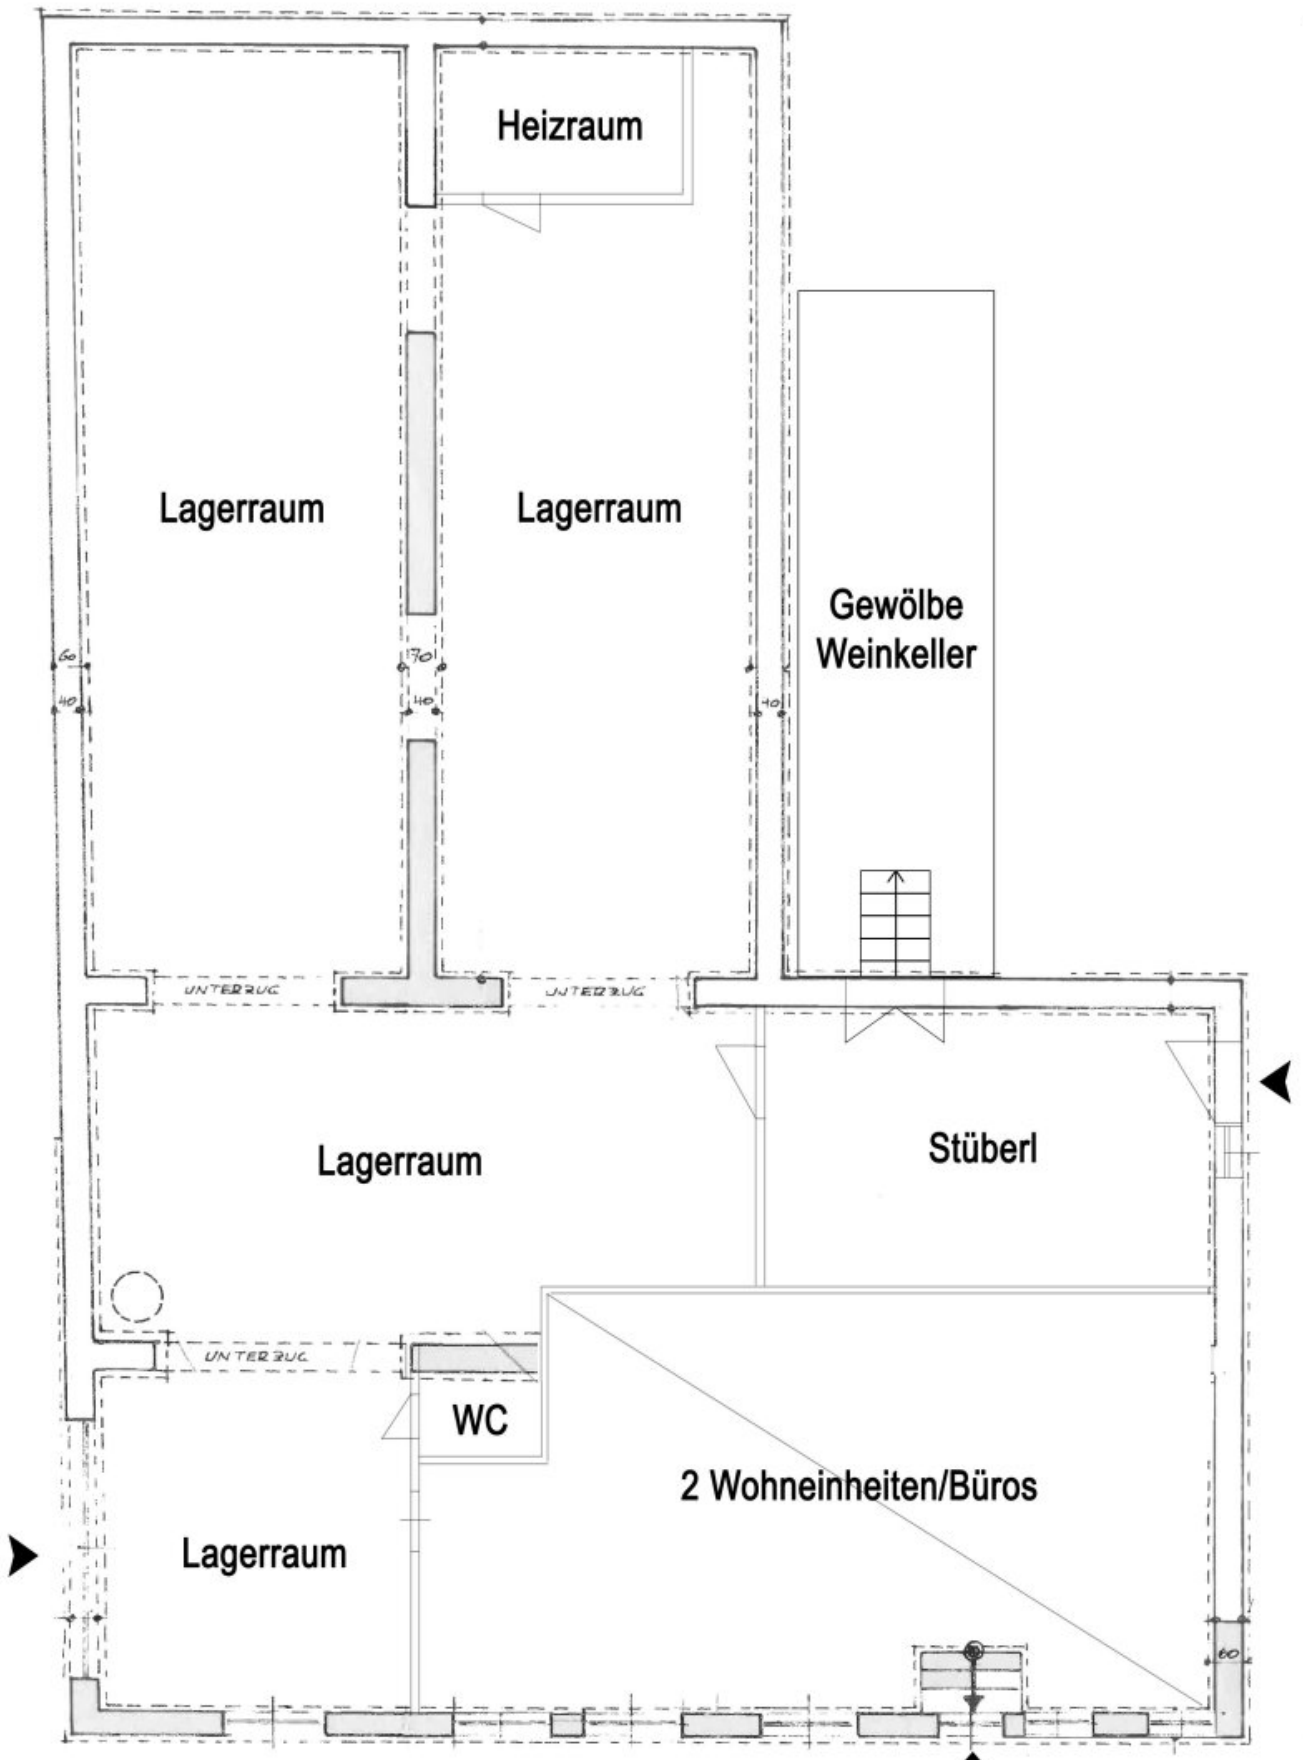 Heizraum
Lagerraum
Lagerraum
Gewölbe
Weinkeller
60
70
40
40
40
UNTERZUG
UNTERZUG
Stüberl
Lagerraum
UNTERZUG
WC
2 Wohneinheiten/Büros
Lagerraum
60